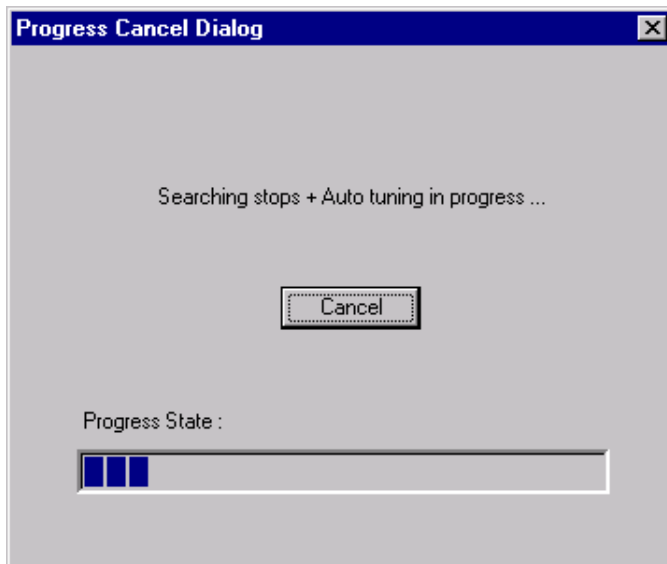 Progress Cancel Dialog
Searching stops + Auto tuning in progress ...
Cancel
Progress State :